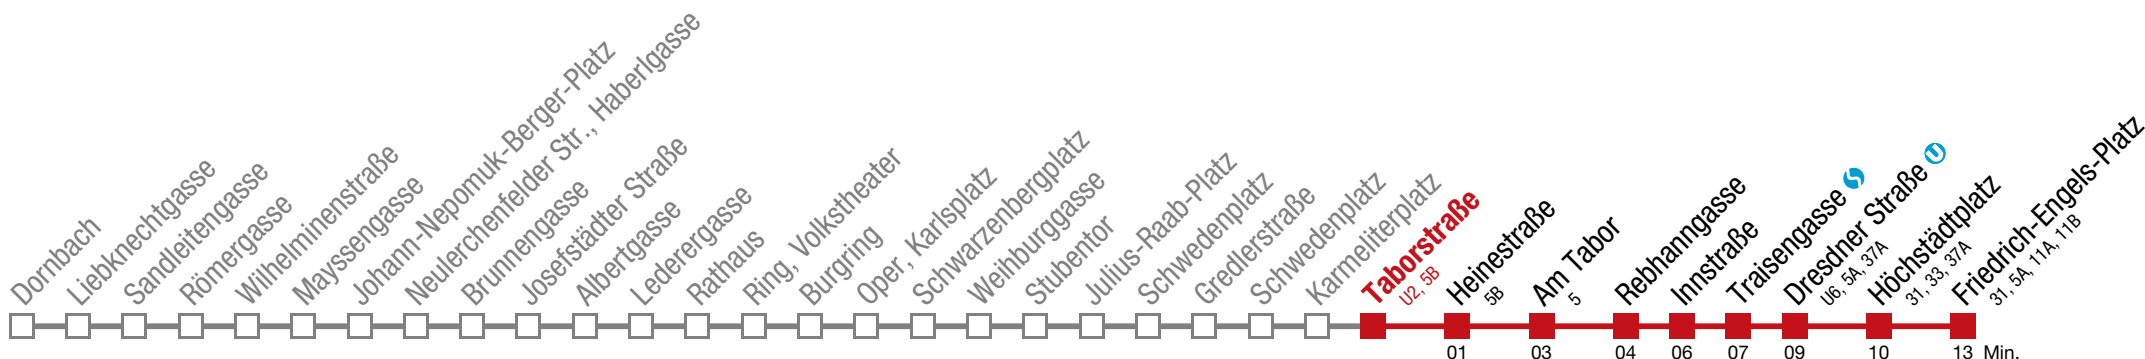 Dornbach
Liebknechtgasse
Sandleitengasse
Römergasse
Wilhelminenstraße
Mayssengasse
Johann-Nepomuk-Berger-Platz
Neulerchenfelder Str., Haberlgasse
Brunnengasse
Josefstädter Straße
Albertgasse
Lederergasse
Rathaus
Ring, Volkstheater
Burgring
Oper, Karlsplatz
Schwarzenbergplatz
Weihburggasse
Stubentor
Julius-Raab-Platz
Schwedenplatz
Gredlerstraße
Schwedenplatz
Karmeliterplatz
Taborstraße
U2, 5B
Heinestraße
5B
Am Tabor
5
Rebhanngasse
Innstraße
Traisengasse S
Dresdner Straße U
U6, 5A, 37A
Höchstädtplatz
31, 33, 37A
Friedrich-Engels-Platz
31, 5A, 11A, 11B
01 03 04 06 07 09 10 13 Min.